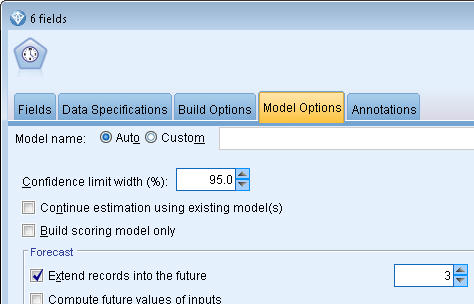 6 fields
Fields Data Specifications Build Options Model Options Annotations
Model name: Auto Custom
Confidence limit width (%): 95.0
Continue estimation using existing model(s)
Build scoring model only
Forecast
Extend records into the future 3
Compute future values of inputs